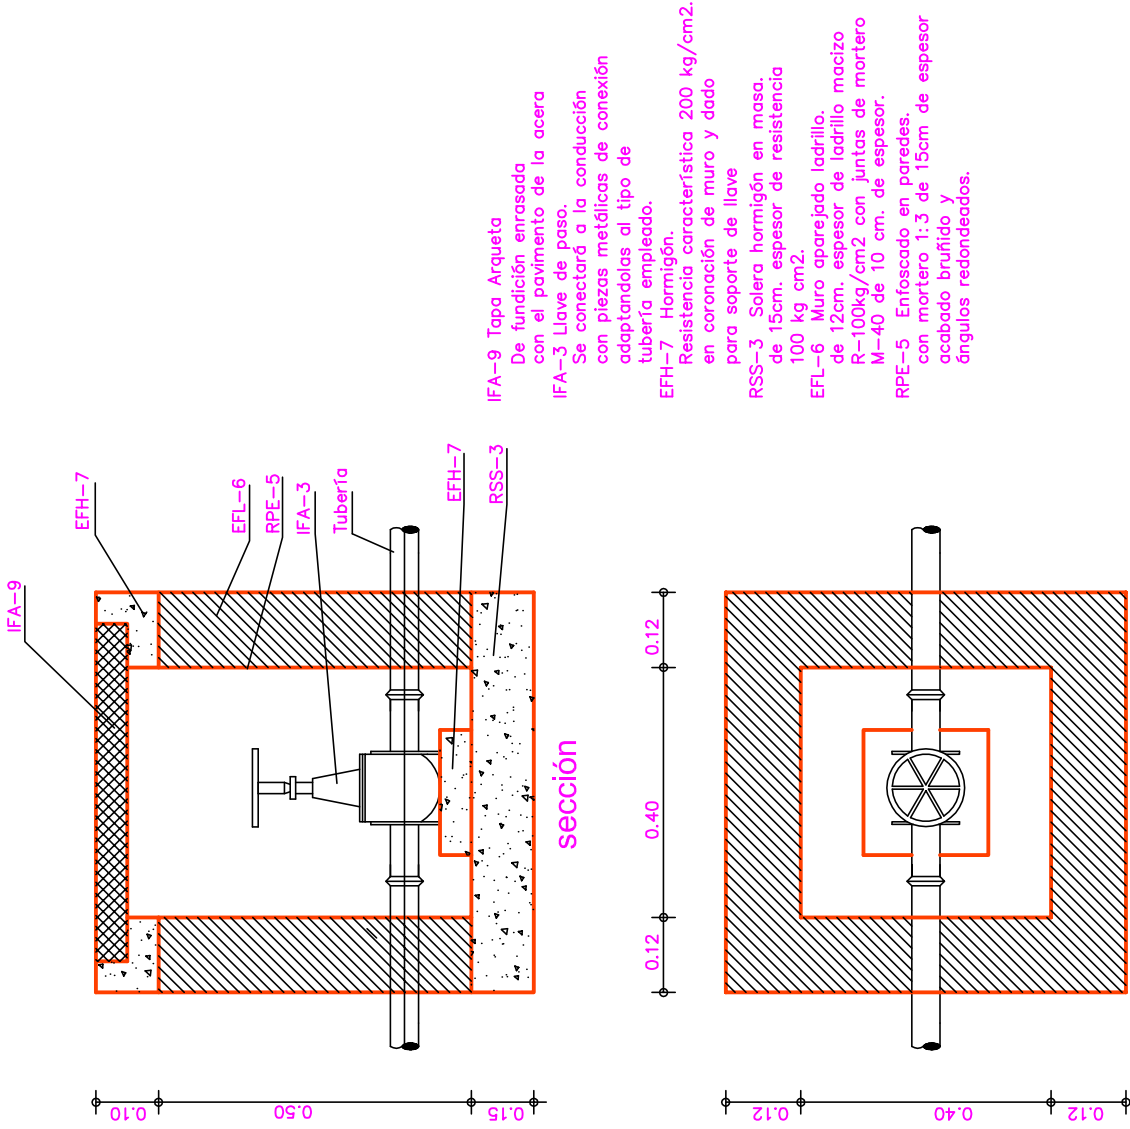 IFA-9
EFH-7
EFL-6
RPE-5
IFA-3
Tubería
EFH-7
RSS-3
sección
0.10
0.50
0.15
0.12
0.40
0.12
0.12
0.40
0.12
IFA-9 Tapa Arqueta
De fundición enrasada
con el pavimento de la acera
IFA-3 Llave de paso.
Se conectará a la conducción
con piezas metálicas de conexión
adaptandolas al tipo de
tubería empleado.
EFH-7 Hormigón.
Resistencia característica 200 kg/cm2.
en coronación de muro y dado
para soporte de llave
RSS-3 Solera hormigón en masa.
de 15cm. espesor de resistencia
100 kg cm2.
EFL-6 Muro aparejado ladrillo.
de 12cm. espesor de ladrillo macizo
R-100kg/cm2 con juntas de mortero
M-40 de 10 cm. de espesor.
RPE-5 Enfoscado en paredes.
con mortero 1:3 de 15cm de espesor
acabado bruñido y
ángulos redondeados.